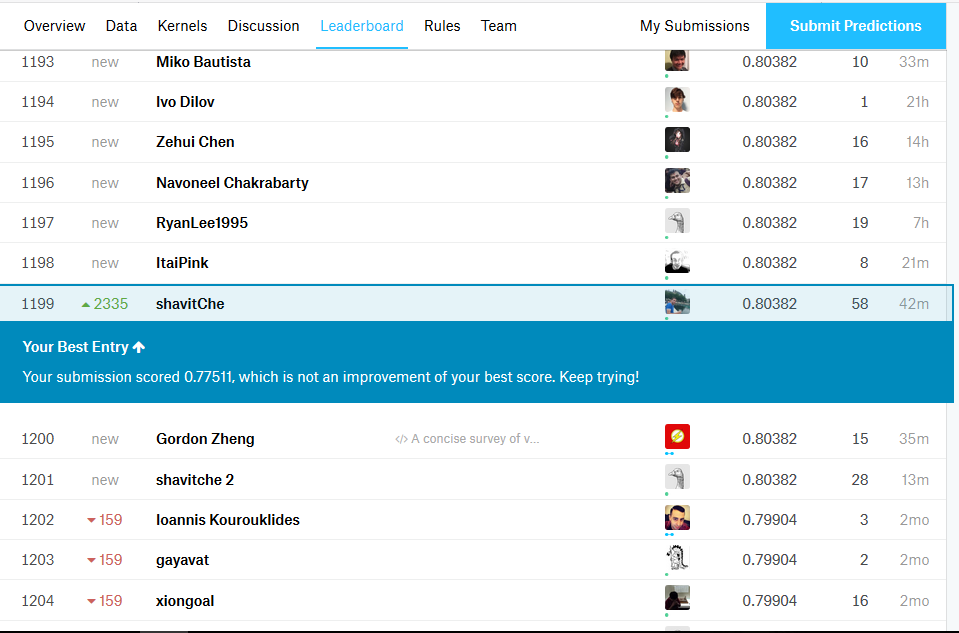 Overview Data Kernels Discussion Leaderboard Rules Team My Submissions Submit Predictions
1193 new Miko Bautista 0.80382 10 33m
1194 new Ivo Dilov 0.80382 1 21h
1195 new Zehui Chen 0.80382 16 14h
1196 new Navoneel Chakrabarty 0.80382 17 13h
1197 new RyanLee1995 0.80382 19 7h
1198 new ItaiPink 0.80382 8 21m
1199 2335 shavitChe 0.80382 58 42m
Your Best Entry
Your submission scored 0.77511, which is not an improvement of your best score. Keep trying!
1200 new Gordon Zheng </> A concise survey of v... 0.80382 15 35m
1201 new shavitche 2 0.80382 28 13m
1202 159 Ioannis Kourouklides 0.79904 3 2mo
1203 159 gayavat 0.79904 2 2mo
1204 159 xiongoal 0.79904 16 2mo